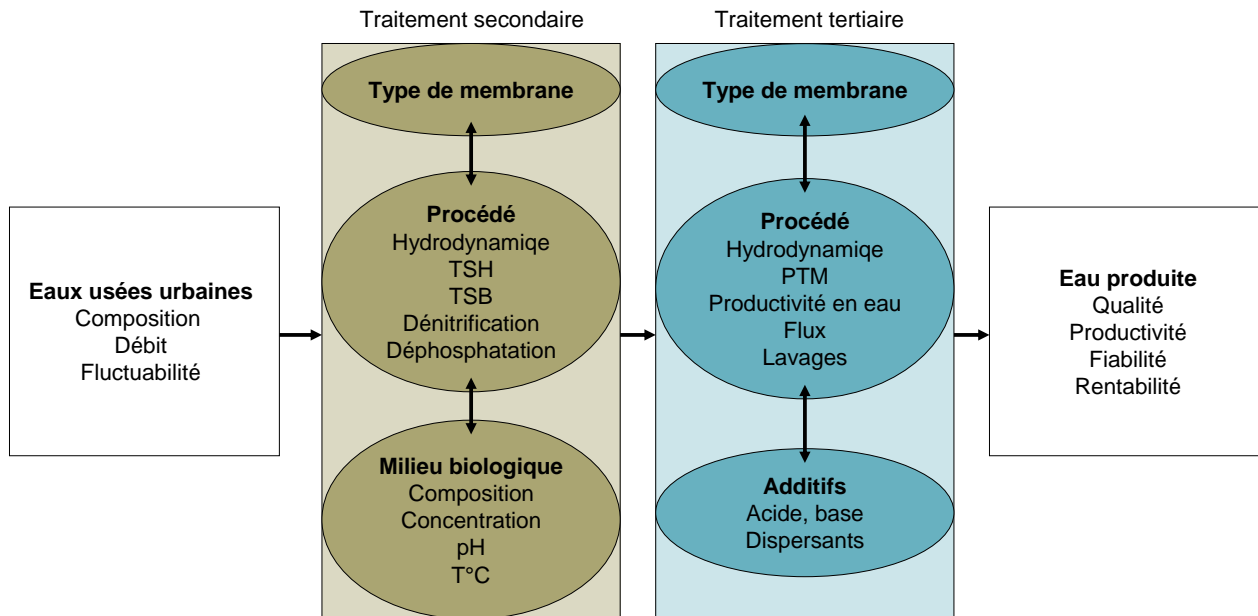 Traitement secondaire
Traitement tertiaire
Eaux usées urbaines
Composition
Débit
Fluctuabilité
Type de membrane
Procédé
Hydrodynamiqe
TSH
TSB
Dénitrification
Déphosphatation
Milieu biologique
Composition
Concentration
pH
T°C
Type de membrane
Procédé
Hydrodynamiqe
PTM
Productivité en eau
Flux
Lavages
Additifs
Acide, base
Dispersants
Eau produite
Qualité
Productivité
Fiabilité
Rentabilité